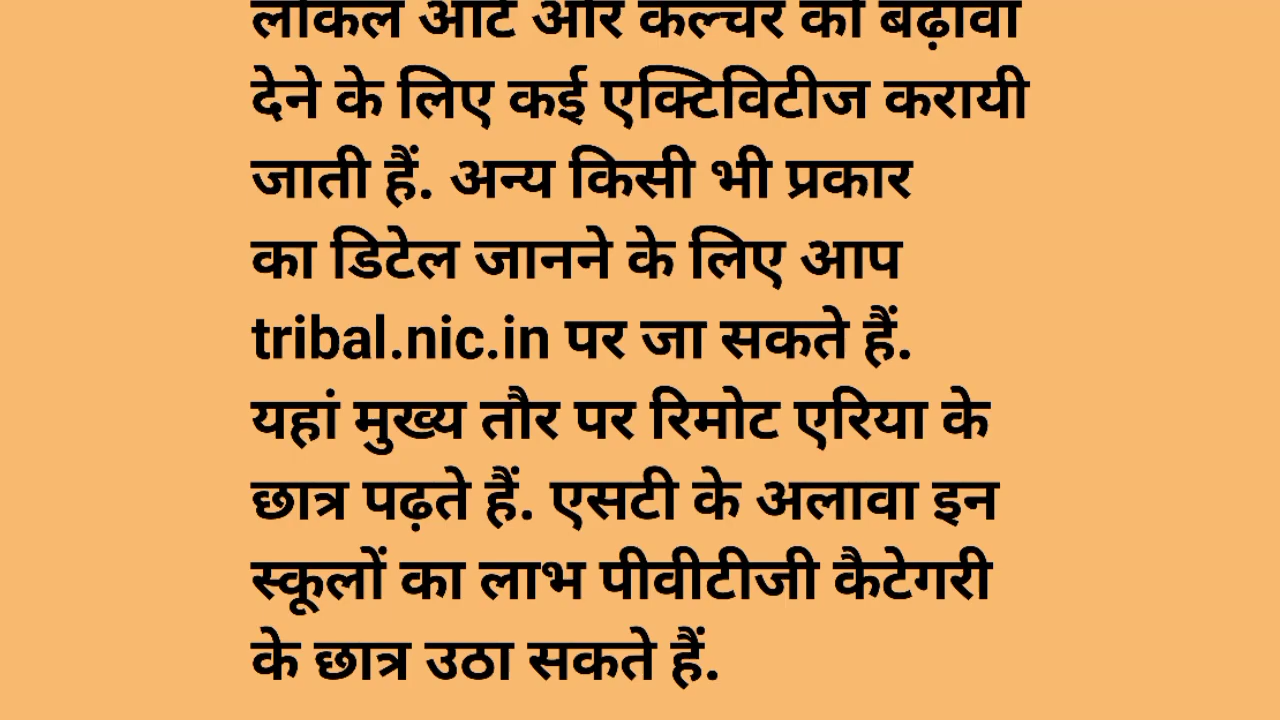 लोकल आर्ट और कल्चर को बढ़ावा
देने के लिए कई एक्टिविटीज करायी
जाती हैं. अन्य किसी भी प्रकार
का डिटेल जानने के लिए आप
tribal.nic.in पर जा सकते हैं.
यहां मुख्य तौर पर रिमोट एरिया के
छात्र पढ़ते हैं. एसटी के अलावा इन
स्कूलों का लाभ पीवीटीजी कैटेगरी
के छात्र उठा सकते हैं.